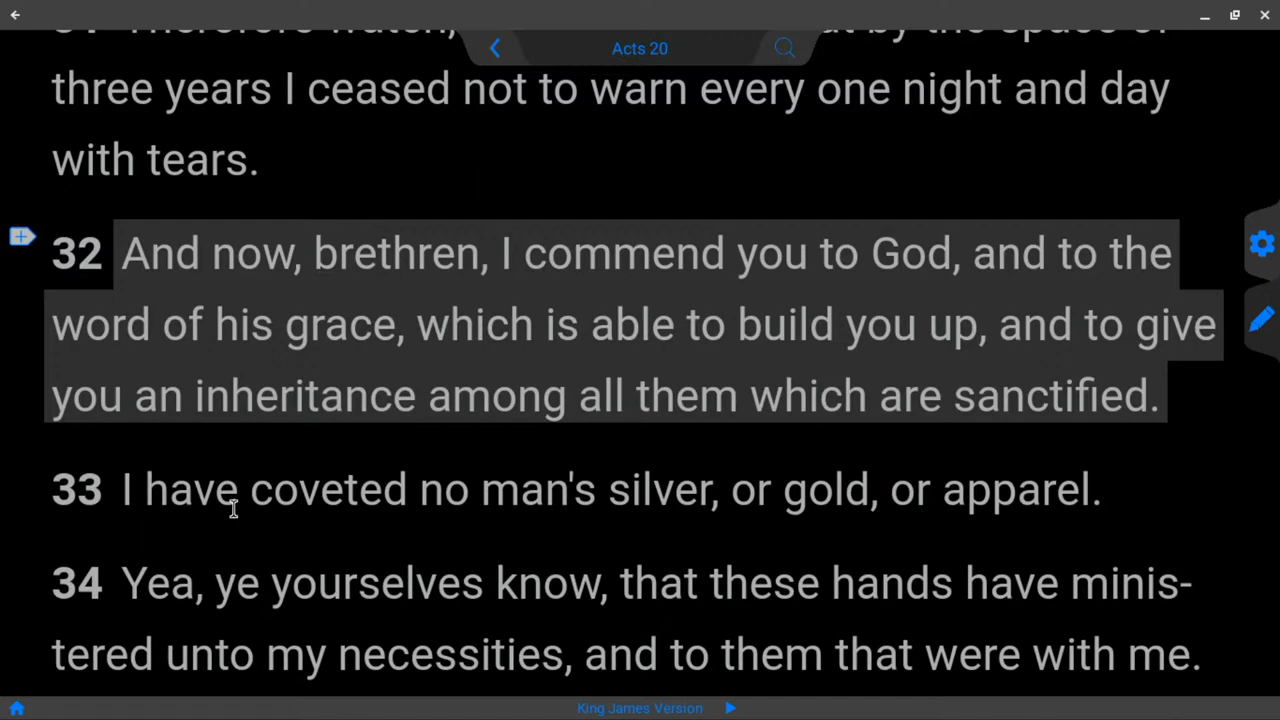 Acts 20
three years I ceased not to warn every one night and day
with tears.
32 And now, brethren, I commend you to God, and to the
word of his grace, which is able to build you up, and to give
you an inheritance among all them which are sanctified.
33 I have coveted no man's silver, or gold, or apparel.
34 Yea, ye yourselves know, that these hands have minis-
tered unto my necessities, and to them that were with me.
King James Version